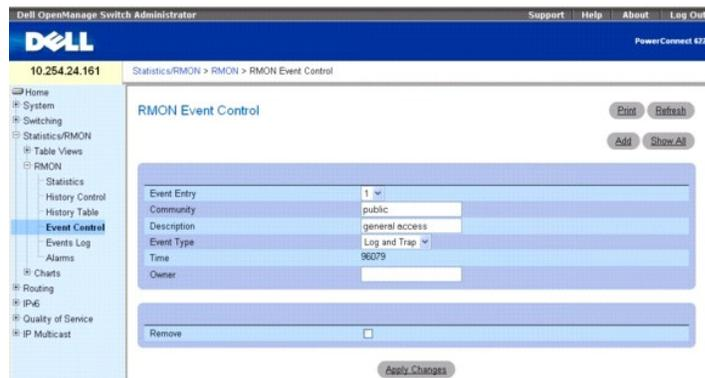 Dell OpenManage Switch Administrator
Support Help About Log Out
DELL
PowerConnect 622
10.254.24.161
Statistics/RMON > RMON > RMON Event Control
Home
System
Switching
Statistics/RMON
Table Views
RMON
Statistics
History Control
History Table
Event Control
Events Log
Alarms
Charts
Routing
IPv6
Quality of Service
IP Multicast
RMON Event Control
Print Refresh
Add Show All
Event Entry 1
Community public
Description general access
Event Type Log and Trap
Time 96079
Owner
Remove
Apply Changes